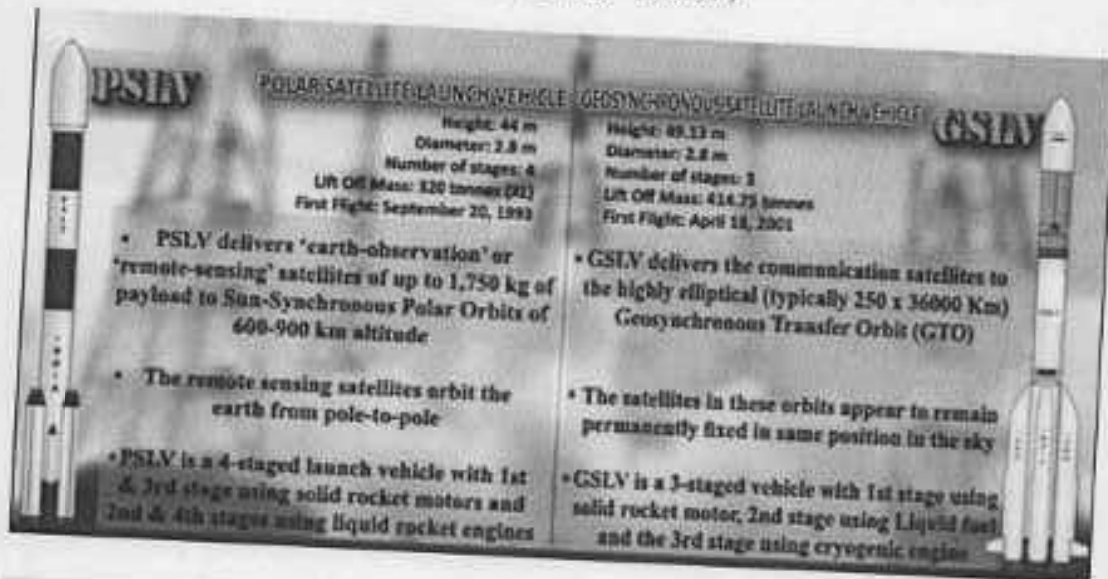 PSLV
POLAR SATELLITE LAUNCH VEHICLE
Height: 44 m
Diameter: 2.8 m
Number of stages: 4
Lift Off Mass: 320 tonnes (XL)
First Flight: September 20, 1993
• PSLV delivers 'earth-observation' or
'remote-sensing' satellites of up to 1,750 kg of
payload to Sun-Synchronous Polar Orbits of
600-900 km altitude
• The remote sensing satellites orbit the
earth from pole-to-pole
• PSLV is a 4-staged launch vehicle with 1st
& 3rd stage using solid rocket motors and
2nd & 4th stages using liquid rocket engines
GEOSYNCHRONOUS SATELLITE LAUNCH VEHICLE
GSLV
Height: m
Diameter: 2.8 m
Number of stages: 3
Lift Off Mass: 414.75 tonnes
First Flight: April 18, 2001
• GSLV delivers the communication satellites to
the highly elliptical (typically 250 x 36000 Km)
Geosynchronous Transfer Orbit (GTO)
• The satellites in these orbits appear to remain
permanently fixed in same position in the sky
• GSLV is a 3-staged vehicle with 1st stage using
solid rocket motor, 2nd stage using Liquid fuel
and the 3rd stage using cryogenic engine